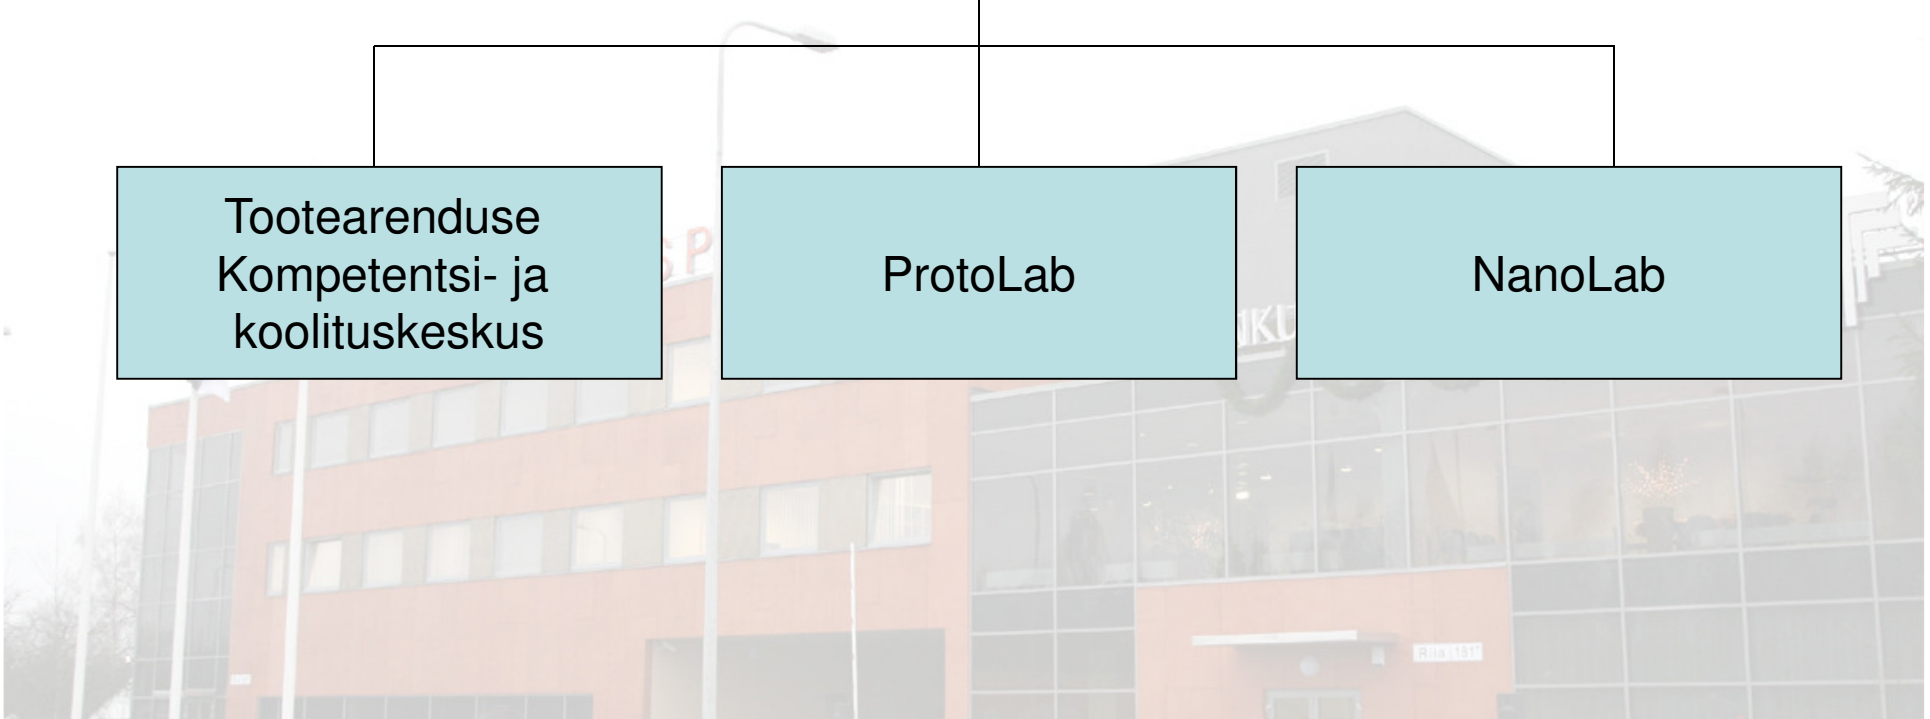 Tootearenduse
Kompetentsi- ja
koolituskeskus
ProtoLab
NanoLab